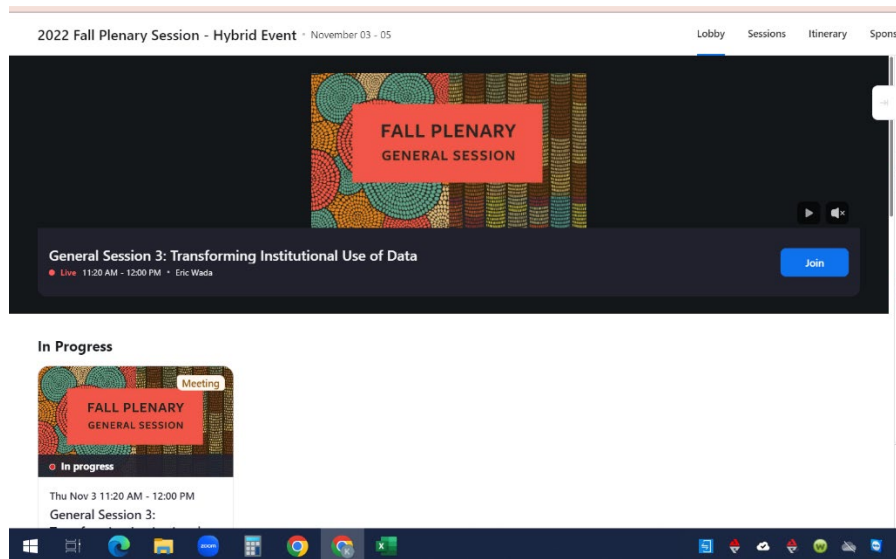 2022 Fall Plenary Session - Hybrid Event · November 03 - 05
Lobby Sessions Itinerary Spons
FALL PLENARY
GENERAL SESSION
General Session 3: Transforming Institutional Use of Data
Live 11:20 AM - 12:00 PM • Eric Wada
Join
In Progress
Meeting
FALL PLENARY
GENERAL SESSION
In progress
Thu Nov 3 11:20 AM - 12:00 PM
General Session 3:
zoom